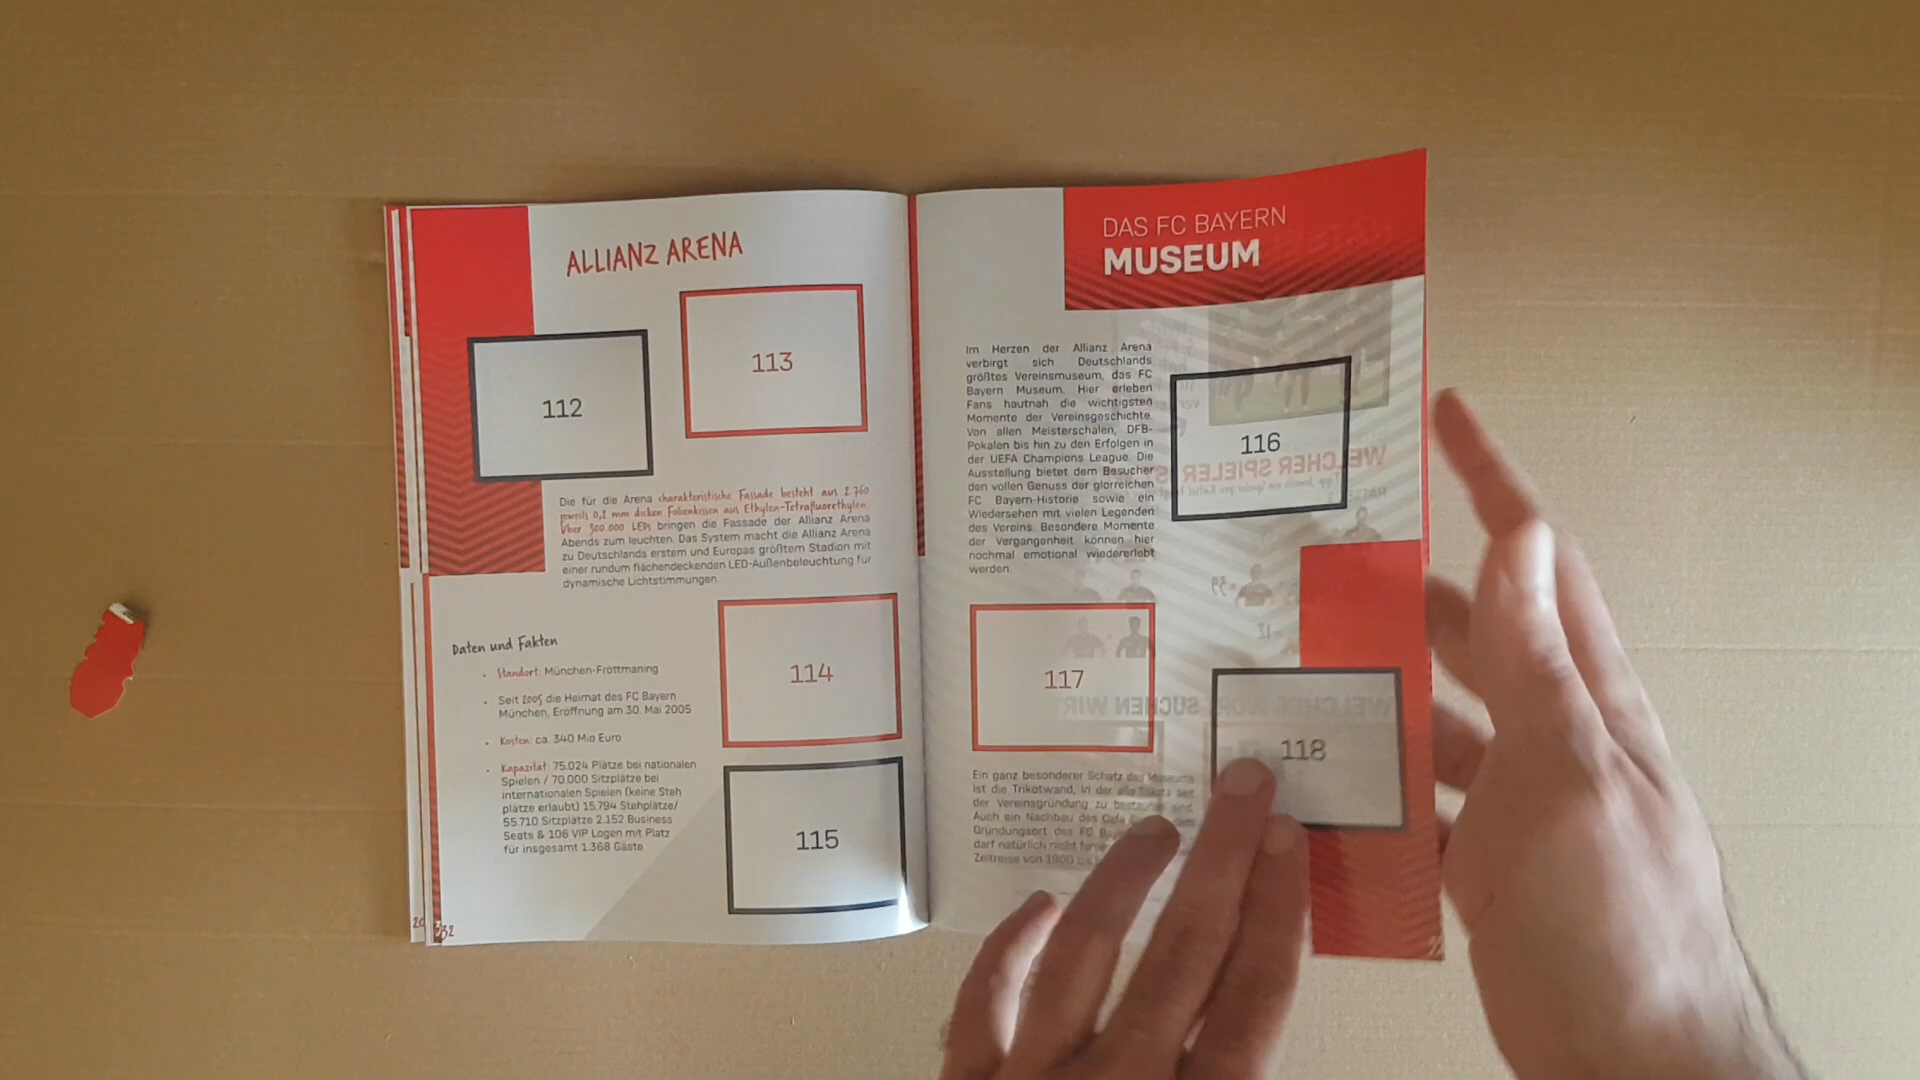 ALLIANZ ARENA
113
112
Die für die Arena charakteristische Fassade besteht aus 2.760
jeweils 0,2 mm dicken Folienkissen aus Ethylen-Tetrafluorethylen.
Über 300.000 LEDs bringen die Fassade der Allianz Arena
Abends zum leuchten. Das System macht die Allianz Arena
zu Deutschlands erstem und Europas größtem Stadion mit
einer rundum flächendeckenden LED-Außenbeleuchtung für
dynamische Lichtstimmungen.
Daten und Fakten
• Standort: München-Fröttmaning
• Seit 2005 die Heimat des FC Bayern
München, Eröffnung am 30. Mai 2005
• Kosten: ca. 340 Mio Euro
• Kapazität: 75.024 Plätze bei nationalen
Spielen / 70.000 Sitzplätze bei
internationalen Spielen (keine Steh
plätze erlaubt) 15.794 Stehplätze/
55.710 Sitzplätze 2.152 Business
Seats & 106 VIP Logen mit Platz
für insgesamt 1.368 Gäste
114
115
32
DAS FC BAYERN
MUSEUM
Im Herzen der Allianz Arena
verbirgt sich Deutschlands
größtes Vereinsmuseum, das FC
Bayern Museum. Hier erleben
Fans hautnah die wichtigsten
Momente der Vereinsgeschichte.
Von allen Meisterschalen, DFB-
Pokalen bis hin zu den Erfolgen in
der UEFA Champions League. Die
Ausstellung bietet dem Besucher
den vollen Genuss der glorreichen
FC Bayern-Historie sowie ein
Wiedersehen mit vielen Legenden
des Vereins. Besondere Momente
der Vergangenheit können hier
nochmal emotional wiedererlebt
werden.
116
117
118
Ein ganz besonderer Schatz des Museums
ist die Trikotwand, in der alle Trikots seit
der Vereinsgründung zu bestaunen sind.
Auch ein Nachbau des Café
Gründungsort des FC
darf natürlich nicht
Zeitreise von 1900